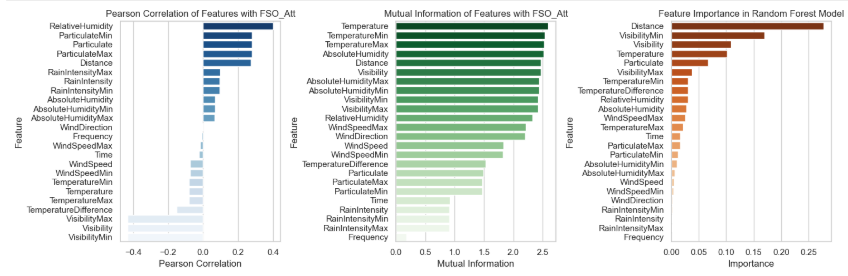 Pearson Correlation of Features with FSO_Att
RelativeHumidity
ParticulateMin
Particulate
ParticulateMax
Distance
RainIntensityMax
RainIntensity
RainIntensityMin
AbsoluteHumidity
AbsoluteHumidityMin
AbsoluteHumidityMax
WindDirection
Frequency
WindSpeedMax
Time
WindSpeed
WindSpeedMin
TemperatureMin
Temperature
TemperatureMax
TemperatureDifference
VisibilityMax
Visibility
VisibilityMin
Feature
−0.4 −0.2 0.0 0.2 0.4
Pearson Correlation
Mutual Information of Features with FSO_Att
Temperature
TemperatureMin
TemperatureMax
AbsoluteHumidity
Distance
Visibility
AbsoluteHumidityMax
AbsoluteHumidityMin
VisibilityMin
VisibilityMax
RelativeHumidity
WindSpeedMax
WindDirection
WindSpeed
WindSpeedMin
TemperatureDifference
Particulate
ParticulateMax
ParticulateMin
Time
RainIntensity
RainIntensityMin
RainIntensityMax
Frequency
Feature
0.0 0.5 1.0 1.5 2.0 2.5
Mutual Information
Feature Importance in Random Forest Model
Distance
VisibilityMin
Visibility
Temperature
Particulate
VisibilityMax
TemperatureMin
TemperatureDifference
RelativeHumidity
AbsoluteHumidity
WindSpeedMax
TemperatureMax
Time
ParticulateMax
ParticulateMin
AbsoluteHumidityMin
AbsoluteHumidityMax
WindSpeed
WindSpeedMin
WindDirection
RainIntensityMin
RainIntensity
RainIntensityMax
Frequency
Feature
0.00 0.05 0.10 0.15 0.20 0.25
Importance